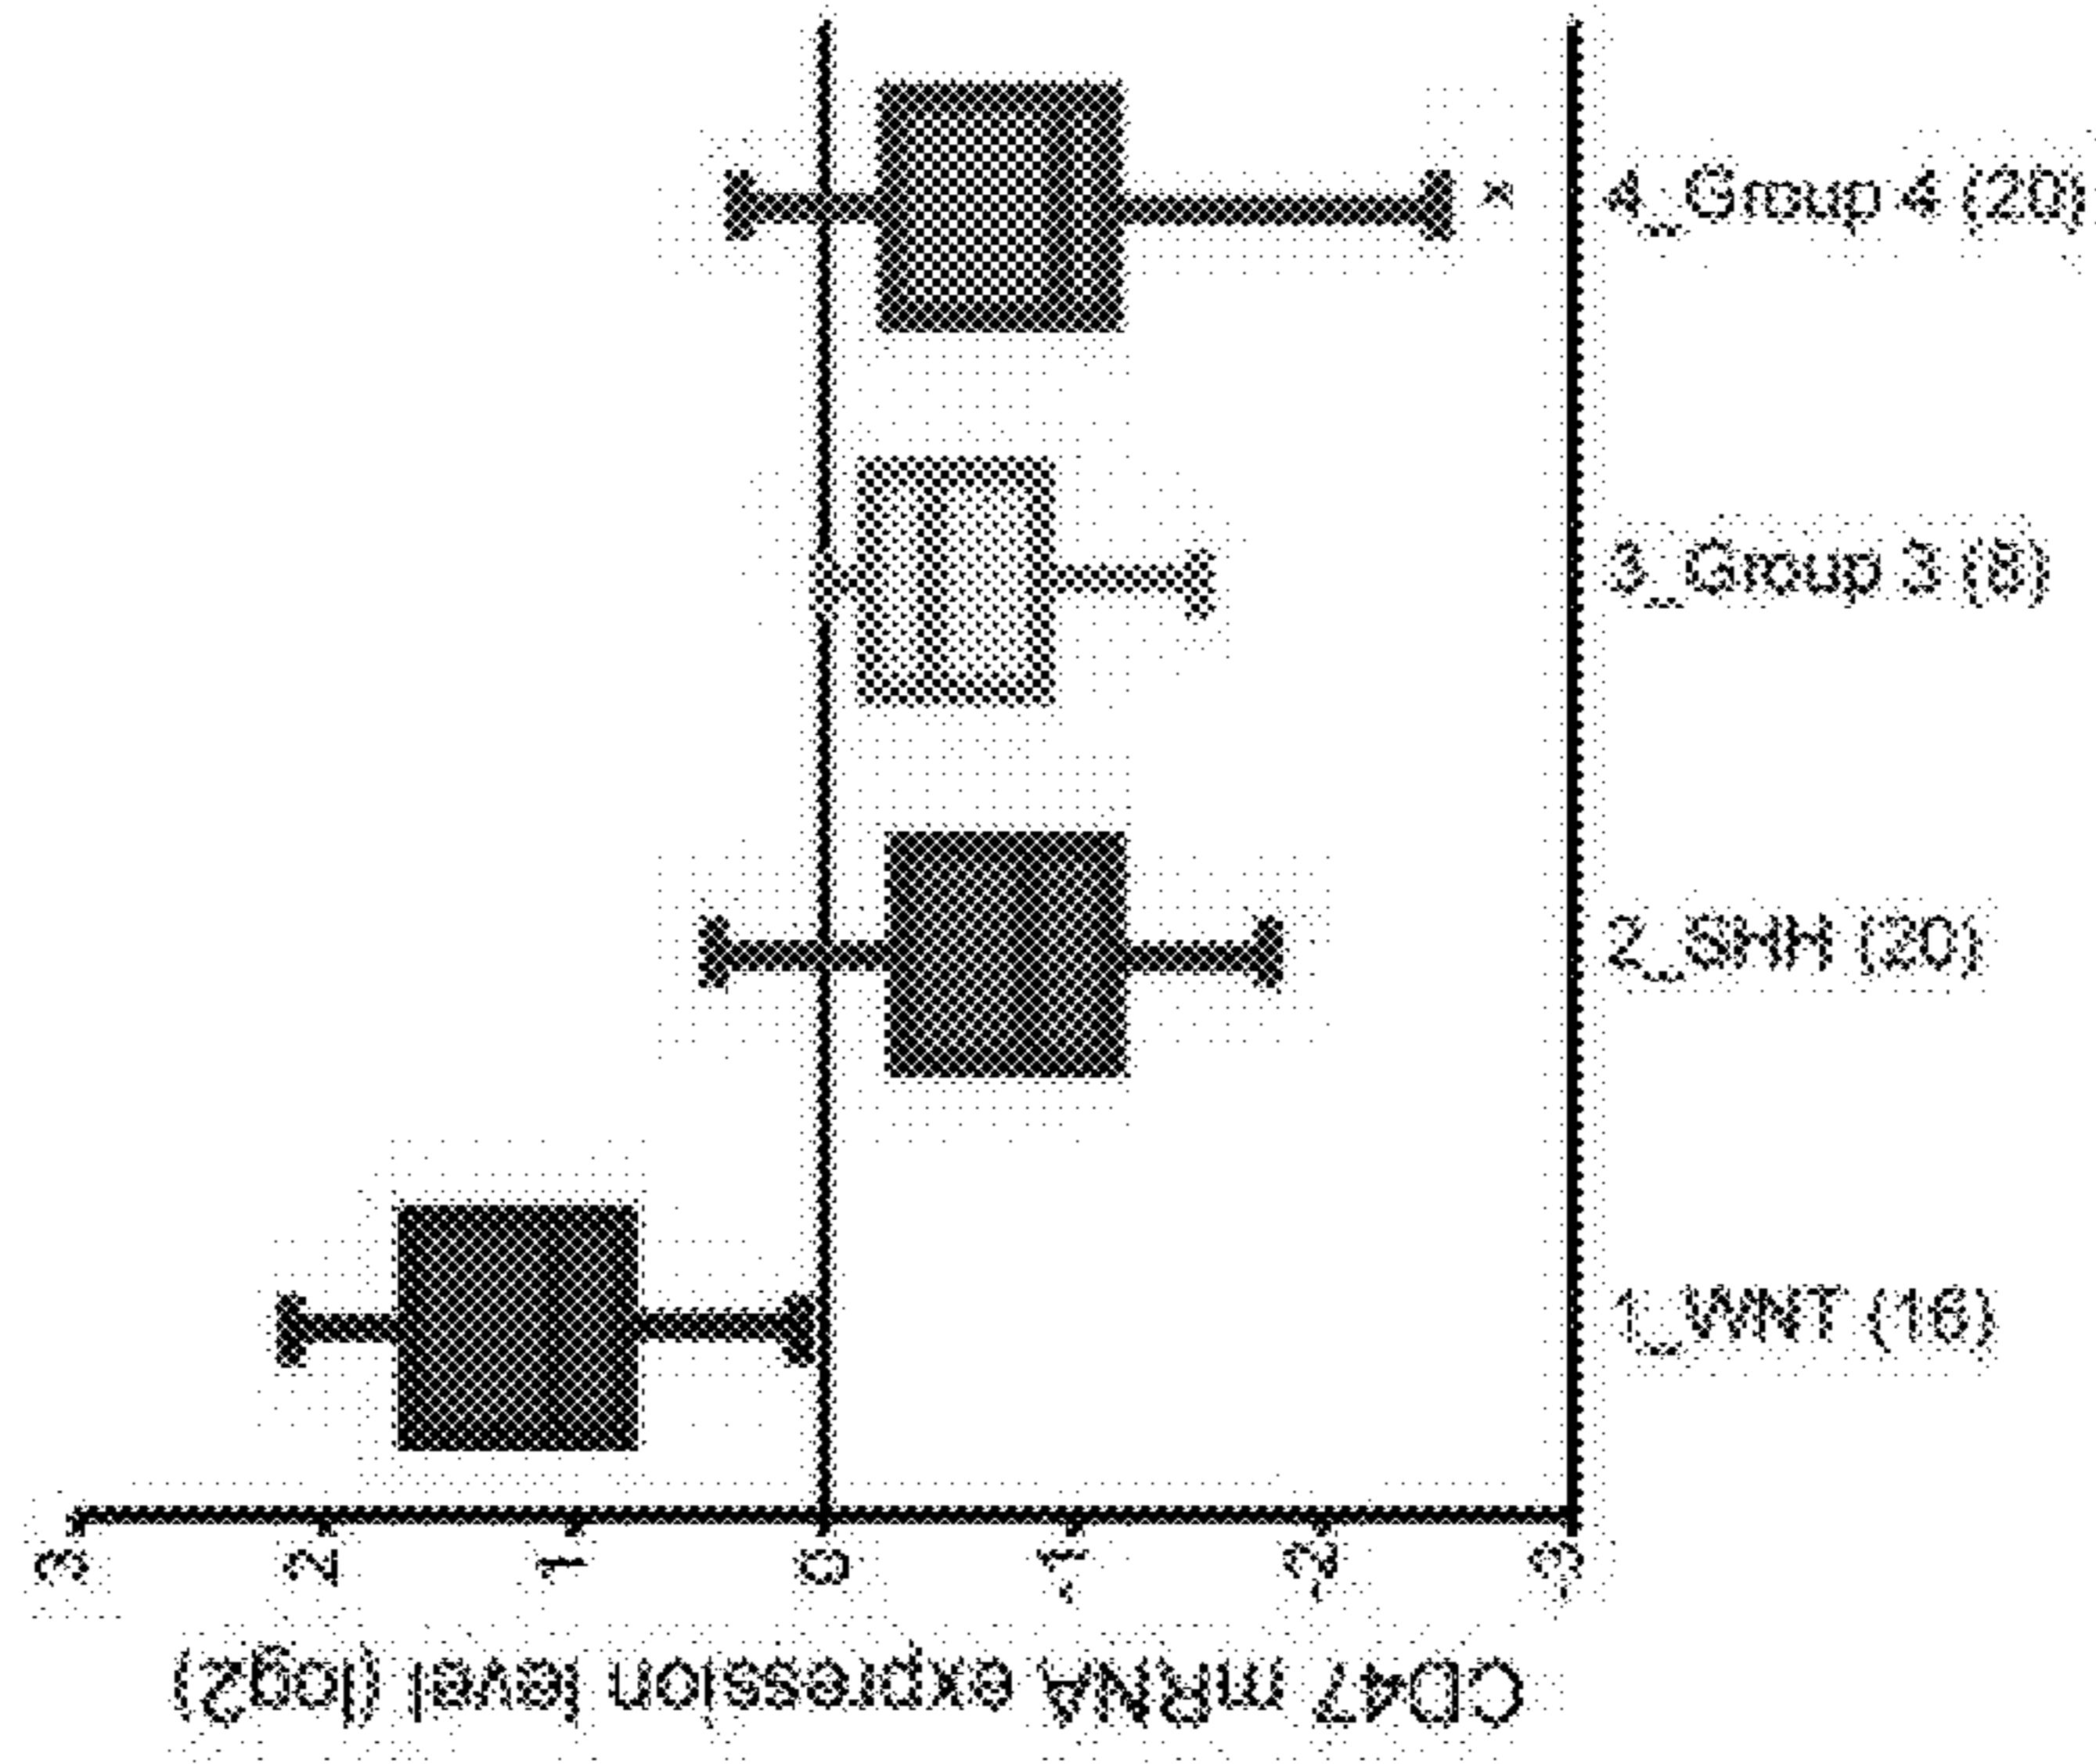 CD47 mRNA expression level (log2)
3
2
1
0
-1
-2
-3
1_WNT (16)
2_SHH (20)
3_Group 3 (8)
4_Group 4 (20)